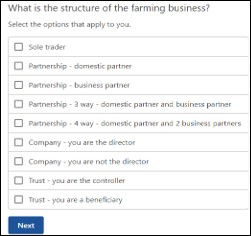 What is the structure of the farming business?
Select the options that apply to you.
Sole trader
Partnership - domestic partner
Partnership - business partner
Partnership - 3 way - domestic partner and business partner
Partnership - 4 way - domestic partner and 2 business partners
Company - you are the director
Company - you are not the director
Trust - you are the controller
Trust - you are a beneficiary
Next